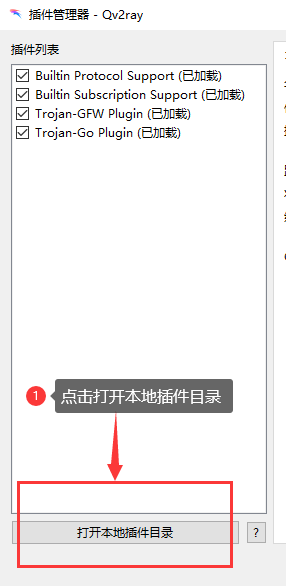 插件管理器 - Qv2ray
插件列表
Builtin Protocol Support (已加载)
Builtin Subscription Support (已加载)
Trojan-GFW Plugin (已加载)
Trojan-Go Plugin (已加载)
1 点击打开本地插件目录
打开本地插件目录 ?